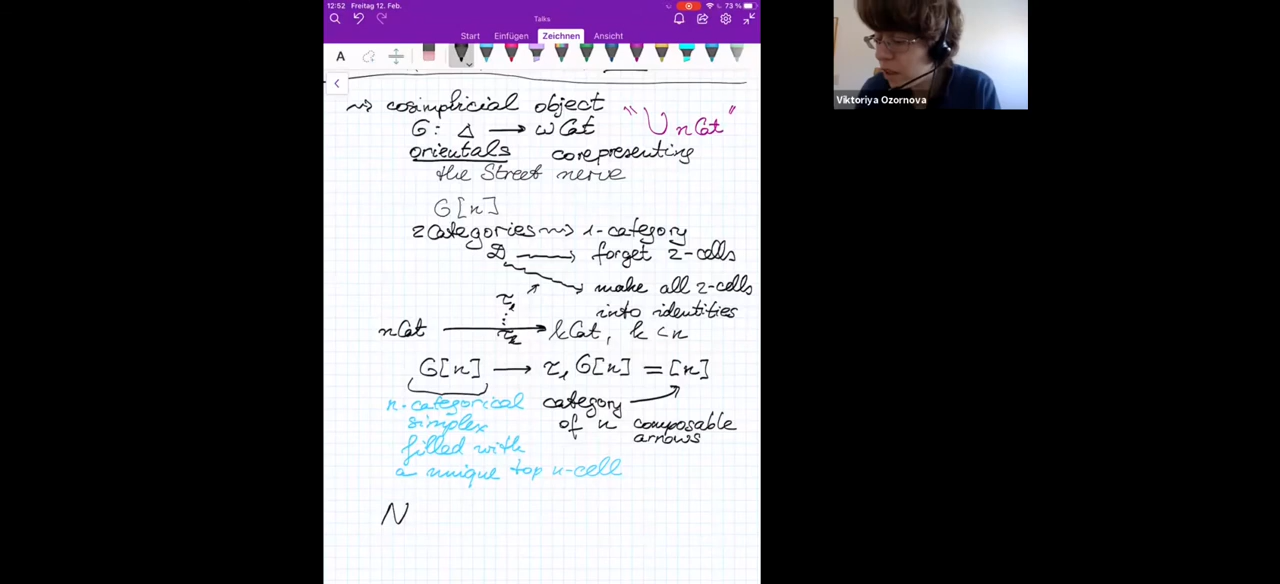 12:52 Freitag 12. Feb.
73 %
Talks
Start Einfügen Zeichnen Ansicht
A
⇝ cosimplicial object
G: Δ → ωCat "∪ nCat"
orientals corepresenting
the Street nerve
G[n]
2categories ⇝ 1-category
D → forget 2-cells
make all 2-cells
into identities
τ₁
nCat → kCat, k < n
G[n] → τ₁ G[n] = [n]
n-categorical category
simplex of n composable
filled with arrows
a unique top n-cell
N
Viktoriya Ozornova